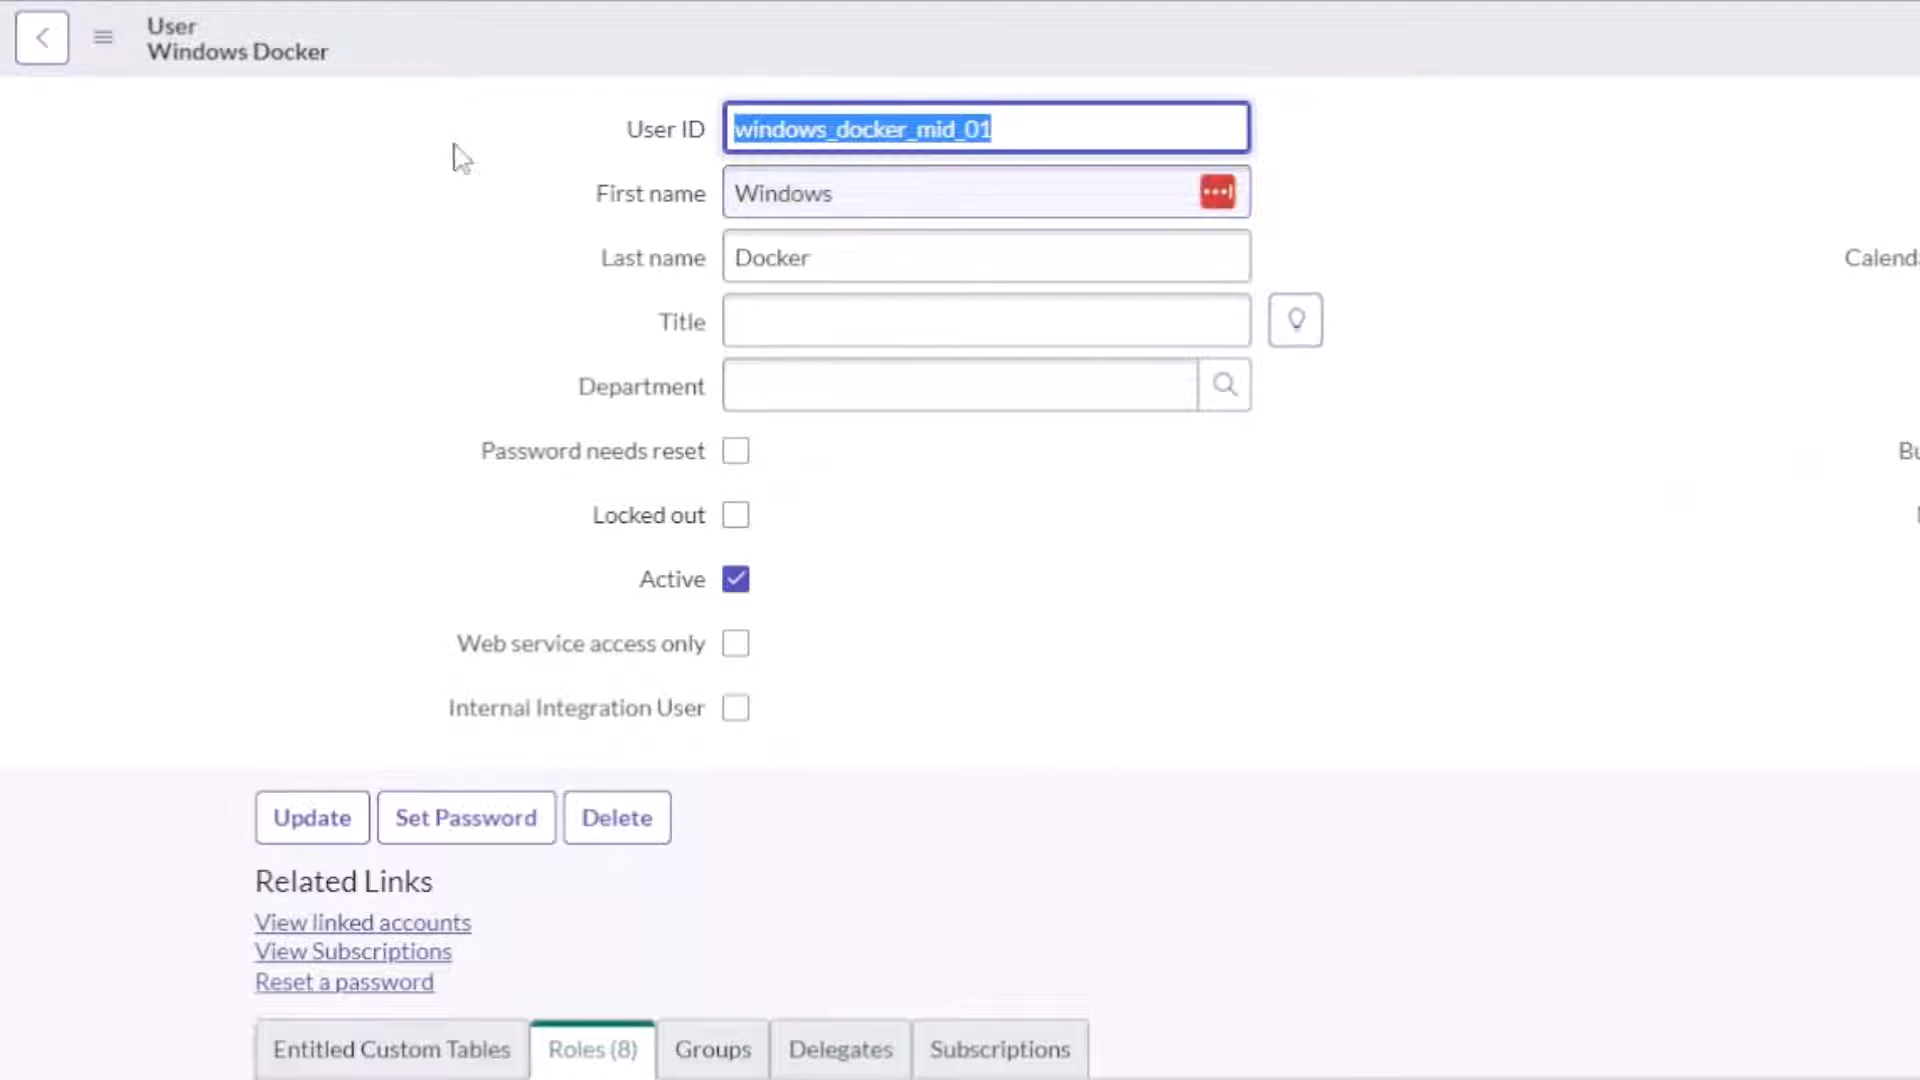 User
Windows Docker
User ID
windows_docker_mid_01
First name
Windows
Last name
Docker
Calenda
Title
Department
Password needs reset
Bu
Locked out
Active
Web service access only
Internal Integration User
Update
Set Password
Delete
Related Links
View linked accounts
View Subscriptions
Reset a password
Entitled Custom Tables
Roles (8)
Groups
Delegates
Subscriptions